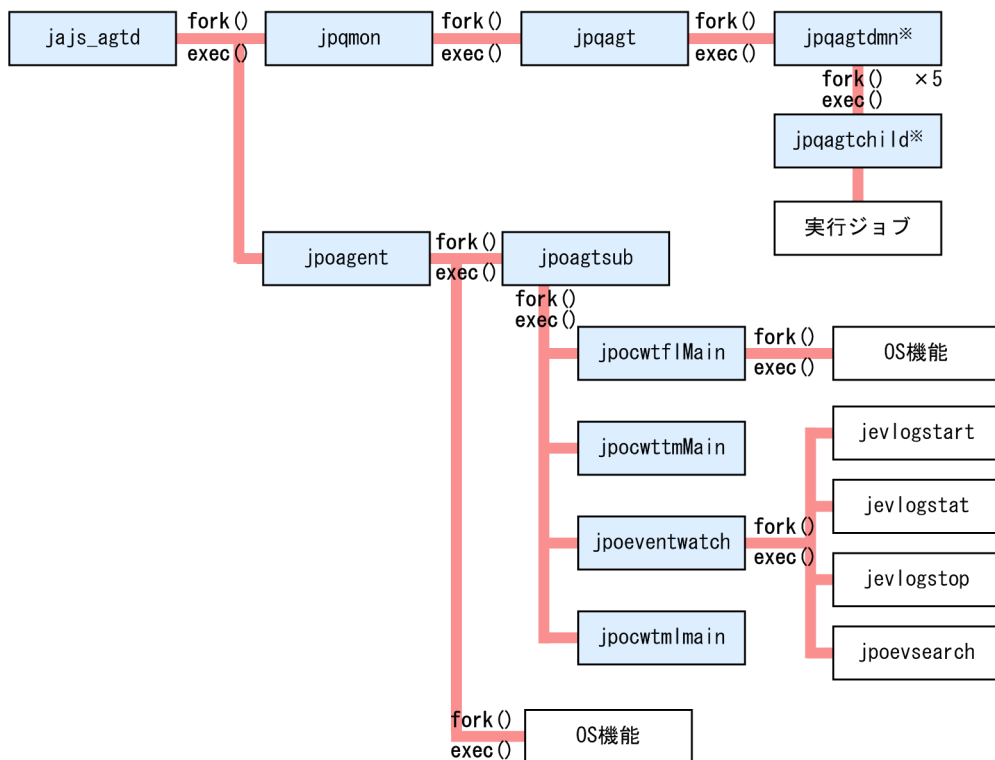 jajs_agtd
fork()
exec()
jpqmon
fork()
exec()
jpqagt
fork()
exec()
jpqagtdmn※
fork()
exec()
×5
jpqagtchild※
実行ジョブ
jpoagent
fork()
exec()
jpoagtsub
fork()
exec()
jpocwtflMain
fork()
exec()
OS機能
jpocwttmMain
jpoeventwatch
fork()
exec()
jevlogstart
jevlogstat
jevlogstop
jpoevsearch
jpocwtmlmain
fork()
exec()
OS機能